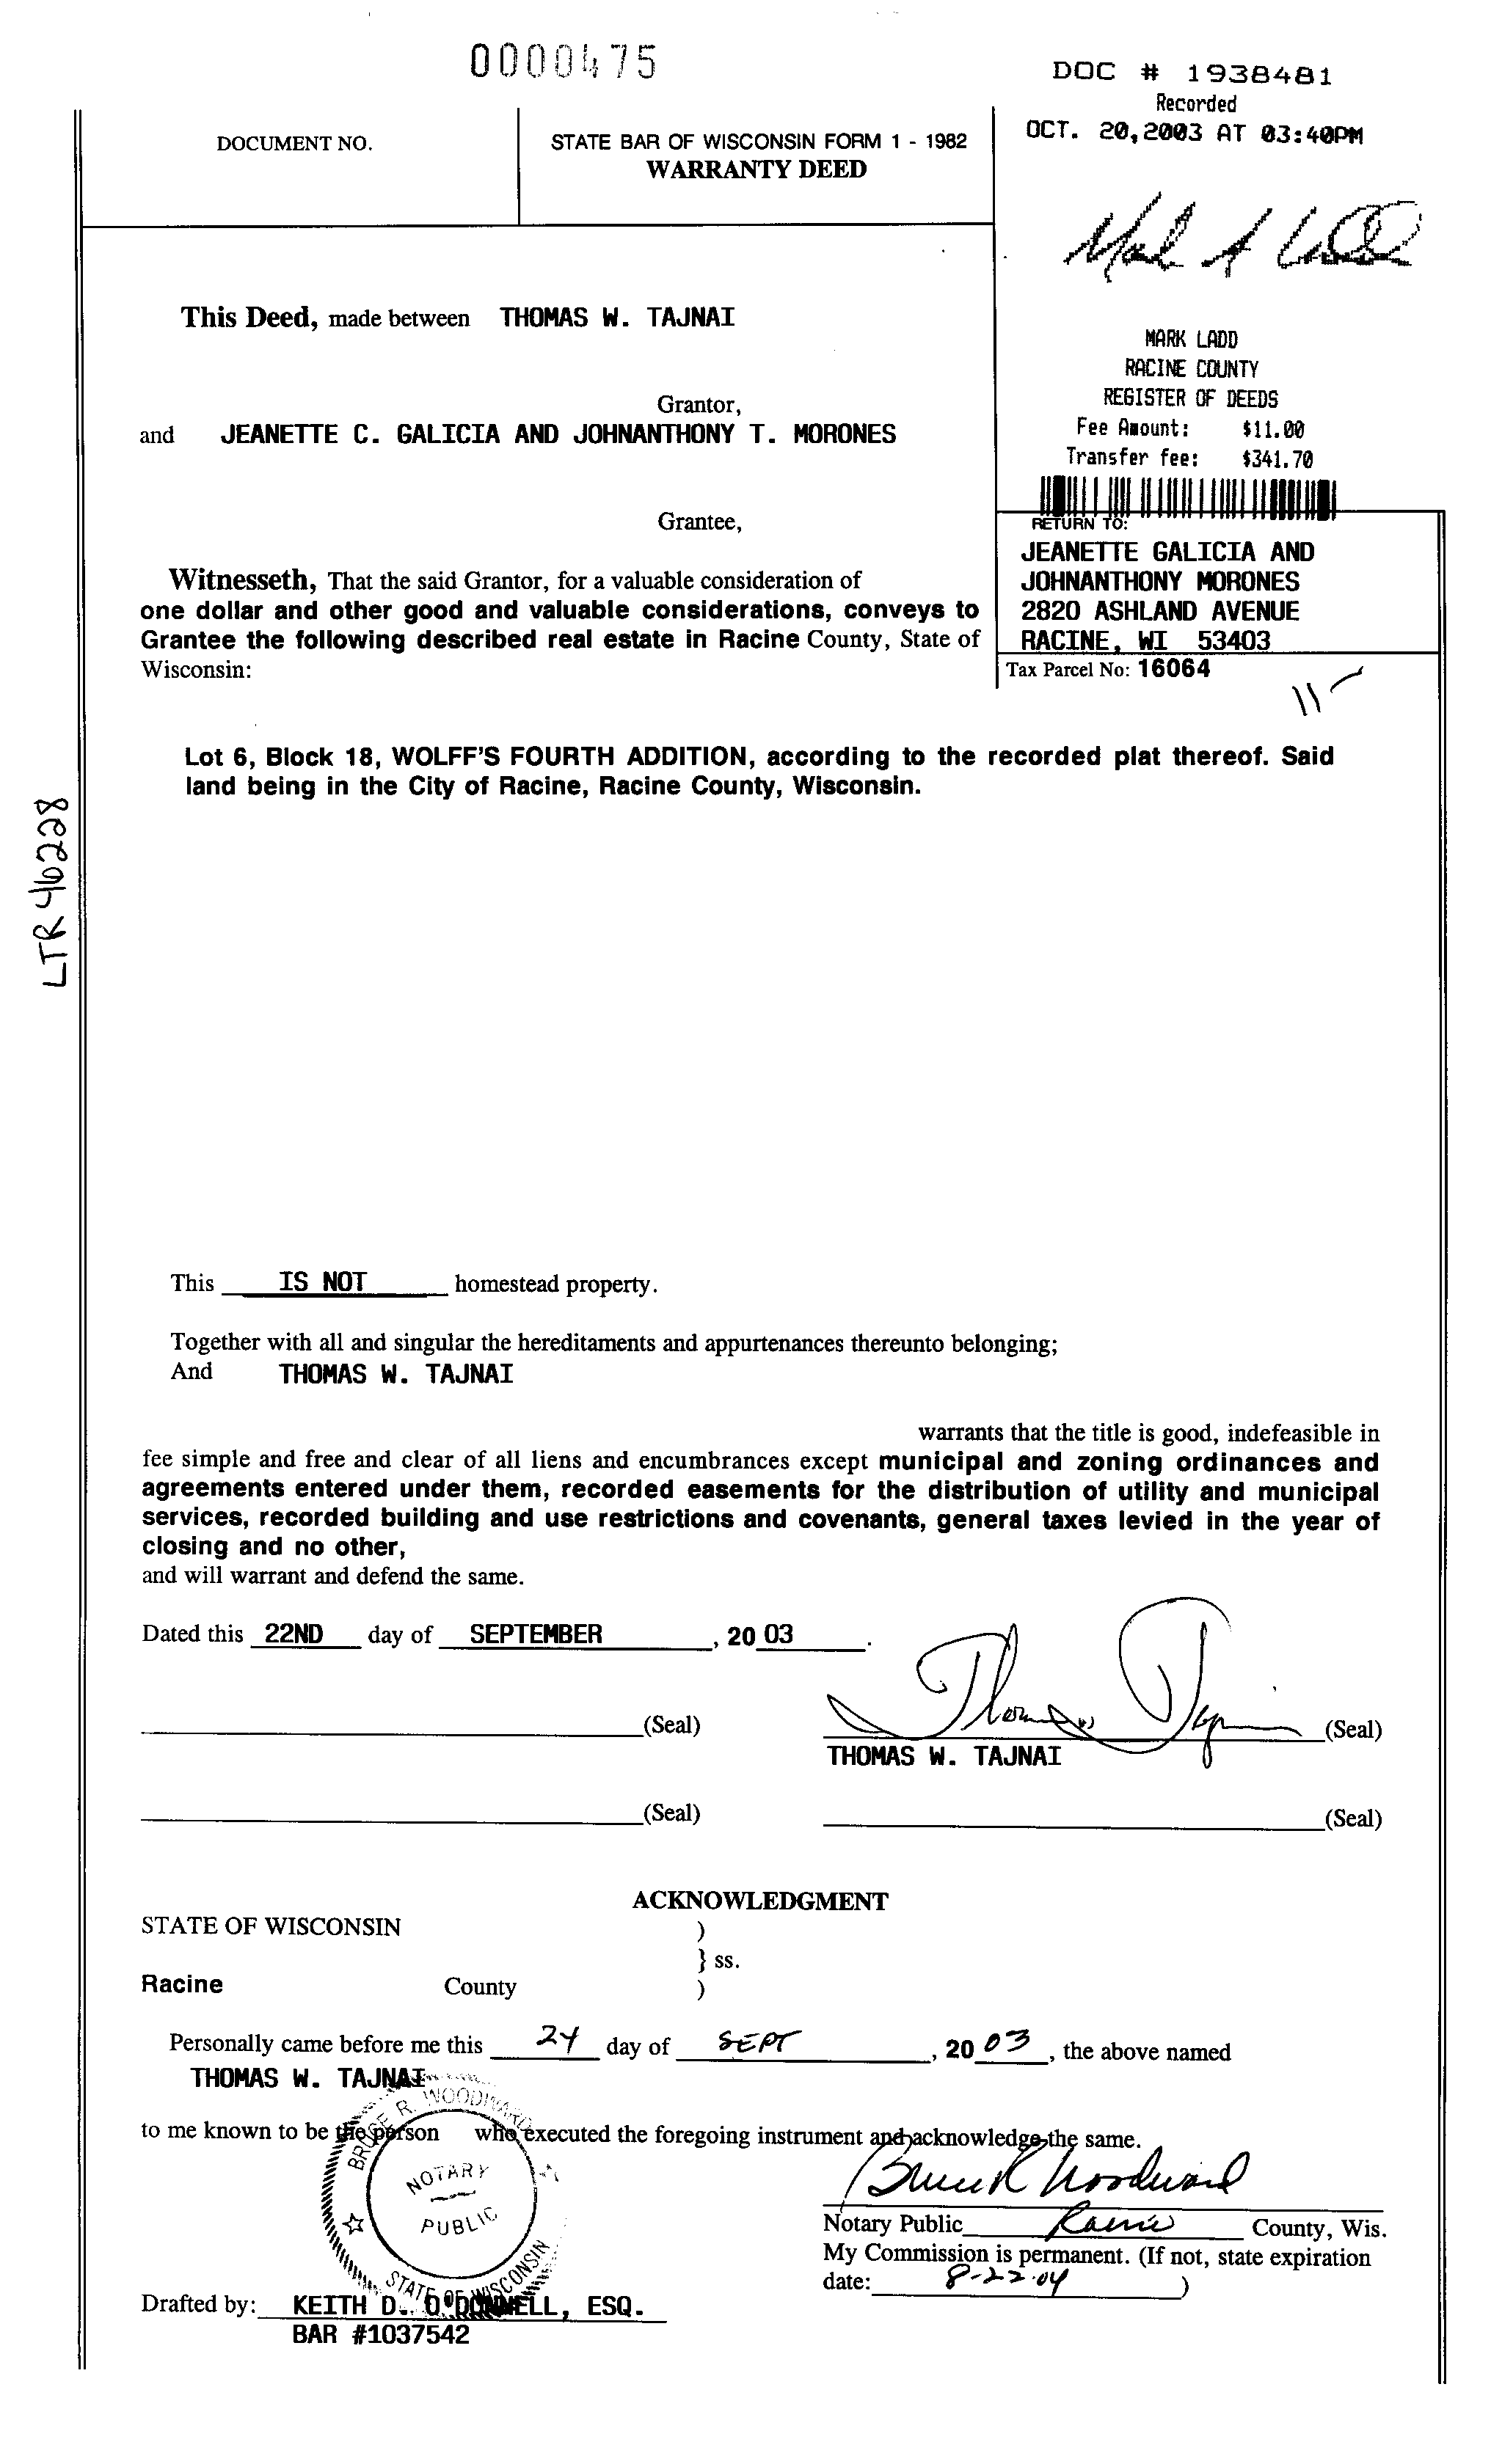 0000475
DOC # 1938481
Recorded
OCT. 20,2003 AT 03:40PM
DOCUMENT NO.
STATE BAR OF WISCONSIN FORM 1 - 1982
WARRANTY DEED
MARK LADD
RACINE COUNTY
REGISTER OF DEEDS
Fee Amount: $11.00
Transfer fee: $341.70
This Deed, made between THOMAS W. TAJNAI
Grantor,
and JEANETTE C. GALICIA AND JOHNANTHONY T. MORONES
Grantee,
RETURN TO:
JEANETTE GALICIA AND
JOHNANTHONY MORONES
2820 ASHLAND AVENUE
RACINE, WI 53403
Tax Parcel No: 16064
11-
Witnesseth, That the said Grantor, for a valuable consideration of
one dollar and other good and valuable considerations, conveys to
Grantee the following described real estate in Racine County, State of
Wisconsin:
Lot 6, Block 18, WOLFF'S FOURTH ADDITION, according to the recorded plat thereof. Said
land being in the City of Racine, Racine County, Wisconsin.
LTR 46228
This IS NOT homestead property.
Together with all and singular the hereditaments and appurtenances thereunto belonging;
And THOMAS W. TAJNAI
warrants that the title is good, indefeasible in
fee simple and free and clear of all liens and encumbrances except municipal and zoning ordinances and
agreements entered under them, recorded easements for the distribution of utility and municipal
services, recorded building and use restrictions and covenants, general taxes levied in the year of
closing and no other,
and will warrant and defend the same.
Dated this 22ND day of SEPTEMBER, 20 03.
(Seal) (Seal)
THOMAS W. TAJNAI
(Seal) (Seal)
ACKNOWLEDGMENT
STATE OF WISCONSIN )
} ss.
Racine County )
Personally came before me this 24 day of SEPT, 20 03, the above named
THOMAS W. TAJNAI
to me known to be the person who executed the foregoing instrument and acknowledge the same.
BRUCE R. WOODWARD
NOTARY
PUBLIC
STATE OF WISCONSIN
Bruce R Woodward
Notary Public Racine County, Wis.
My Commission is permanent. (If not, state expiration
date: 8-22-04 )
Drafted by: KEITH D. O'DONNELL, ESQ.
BAR #1037542